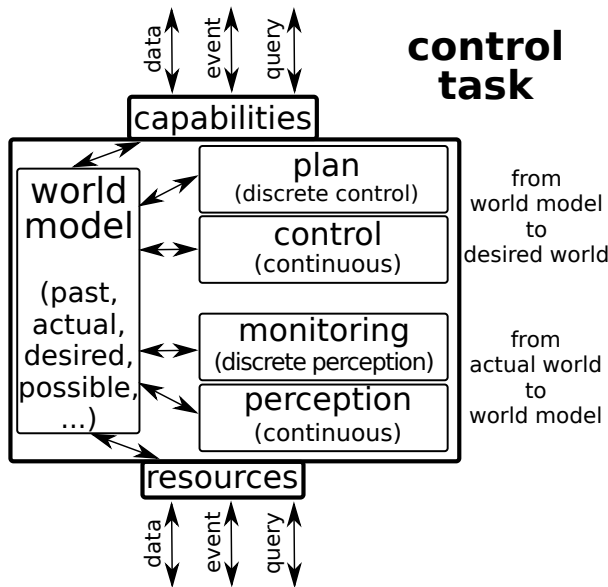 data
event
query
control
task
capabilities
world
model
(past,
actual,
desired,
possible,
...)
plan
(discrete control)
control
(continuous)
monitoring
(discrete perception)
perception
(continuous)
from
world model
to
desired world
from
actual world
to
world model
resources
data
event
query